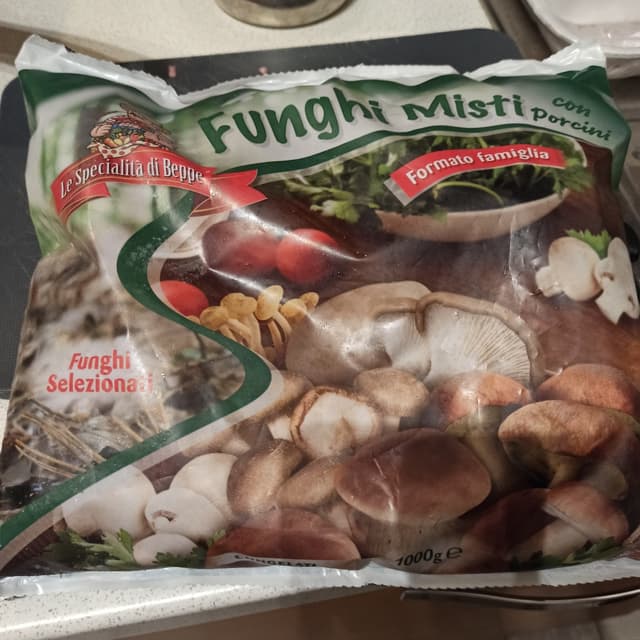 Funghi Misti
con
porcini
Formato famiglia
Le Specialità di Beppe
Funghi
Selezionati
1000g e